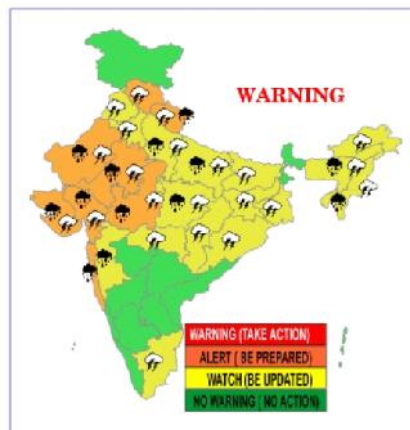 WARNING
WARNING (TAKE ACTION)
ALERT ( BE PREPARED)
WATCH (BE UPDATED)
NO WARNING ( NO ACTION)